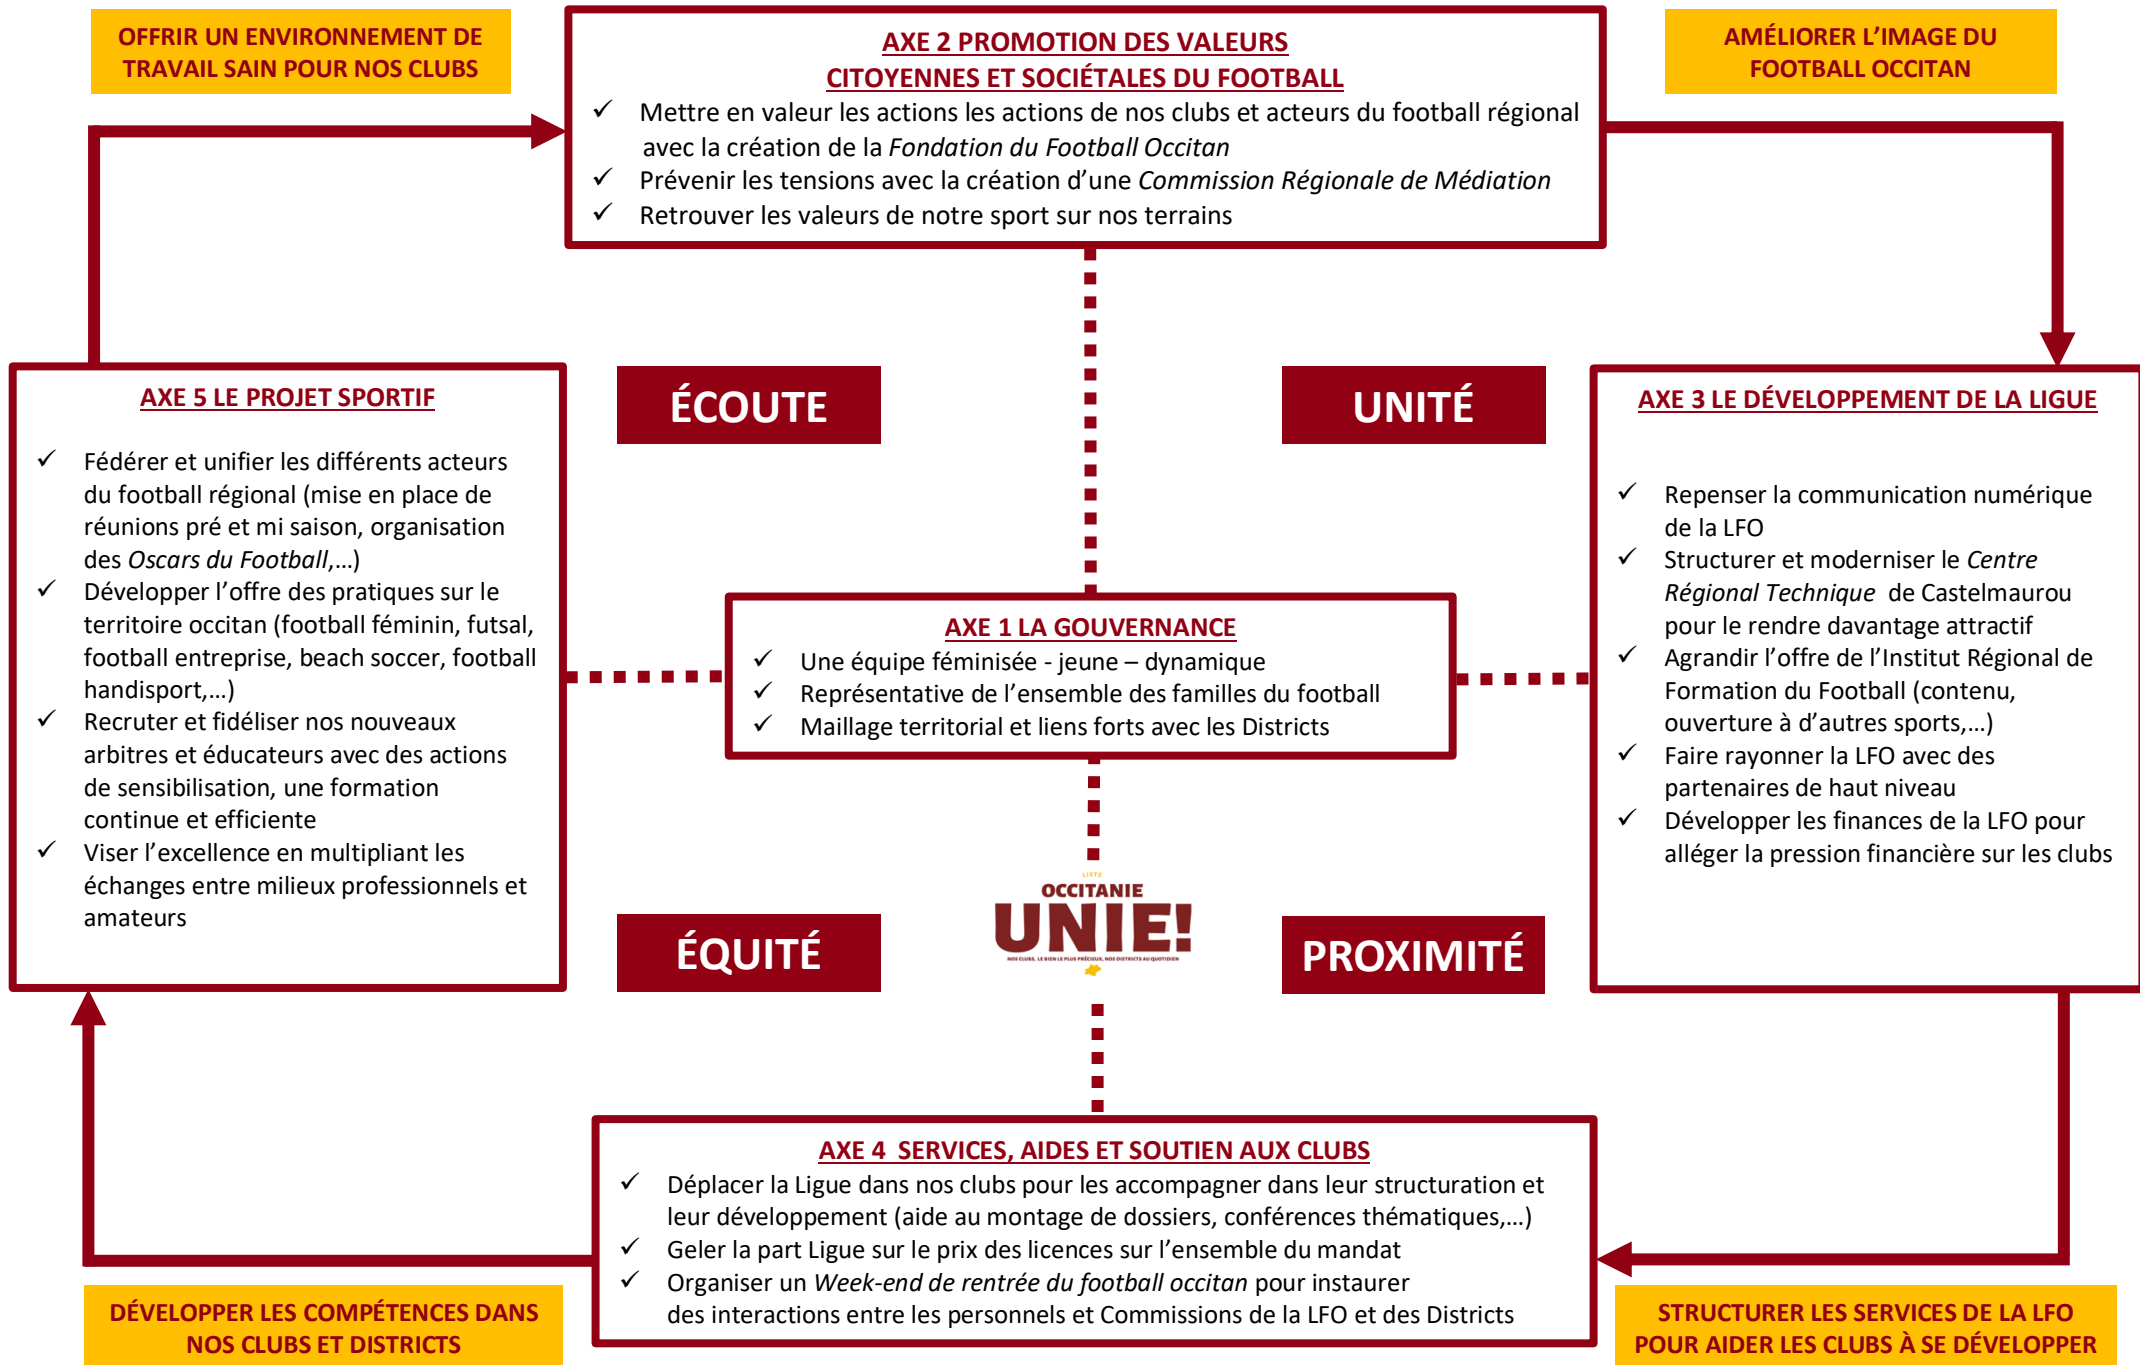 OFFRIR UN ENVIRONNEMENT DE
TRAVAIL SAIN POUR NOS CLUBS
AXE 2 PROMOTION DES VALEURS
CITOYENNES ET SOCIÉTALES DU FOOTBALL
✓ Mettre en valeur les actions les actions de nos clubs et acteurs du football régional
avec la création de la Fondation du Football Occitan
✓ Prévenir les tensions avec la création d’une Commission Régionale de Médiation
✓ Retrouver les valeurs de notre sport sur nos terrains
AMÉLIORER L’IMAGE DU
FOOTBALL OCCITAN
AXE 5 LE PROJET SPORTIF
✓ Fédérer et unifier les différents acteurs
du football régional (mise en place de
réunions pré et mi saison, organisation
des Oscars du Football,…)
✓ Développer l’offre des pratiques sur le
territoire occitan (football féminin, futsal,
football entreprise, beach soccer, football
handisport,…)
✓ Recruter et fidéliser nos nouveaux
arbitres et éducateurs avec des actions
de sensibilisation, une formation
continue et efficiente
✓ Viser l’excellence en multipliant les
échanges entre milieux professionnels et
amateurs
ÉCOUTE
UNITÉ
AXE 1 LA GOUVERNANCE
✓ Une équipe féminisée - jeune – dynamique
✓ Représentative de l’ensemble des familles du football
✓ Maillage territorial et liens forts avec les Districts
AXE 3 LE DÉVELOPPEMENT DE LA LIGUE
✓ Repenser la communication numérique
de la LFO
✓ Structurer et moderniser le Centre
Régional Technique de Castelmaurou
pour le rendre davantage attractif
✓ Agrandir l’offre de l’Institut Régional de
Formation du Football (contenu,
ouverture à d’autres sports,…)
✓ Faire rayonner la LFO avec des
partenaires de haut niveau
✓ Développer les finances de la LFO pour
alléger la pression financière sur les clubs
ÉQUITÉ
LISTE
OCCITANIE
UNIE!
NOS CLUBS, LE BIEN LE PLUS PRÉCIEUX, NOS DISTRICTS AU QUOTIDIEN
PROXIMITÉ
AXE 4 SERVICES, AIDES ET SOUTIEN AUX CLUBS
✓ Déplacer la Ligue dans nos clubs pour les accompagner dans leur structuration et
leur développement (aide au montage de dossiers, conférences thématiques,…)
✓ Geler la part Ligue sur le prix des licences sur l’ensemble du mandat
✓ Organiser un Week-end de rentrée du football occitan pour instaurer
des interactions entre les personnels et Commissions de la LFO et des Districts
DÉVELOPPER LES COMPÉTENCES DANS
NOS CLUBS ET DISTRICTS
STRUCTURER LES SERVICES DE LA LFO
POUR AIDER LES CLUBS À SE DÉVELOPPER